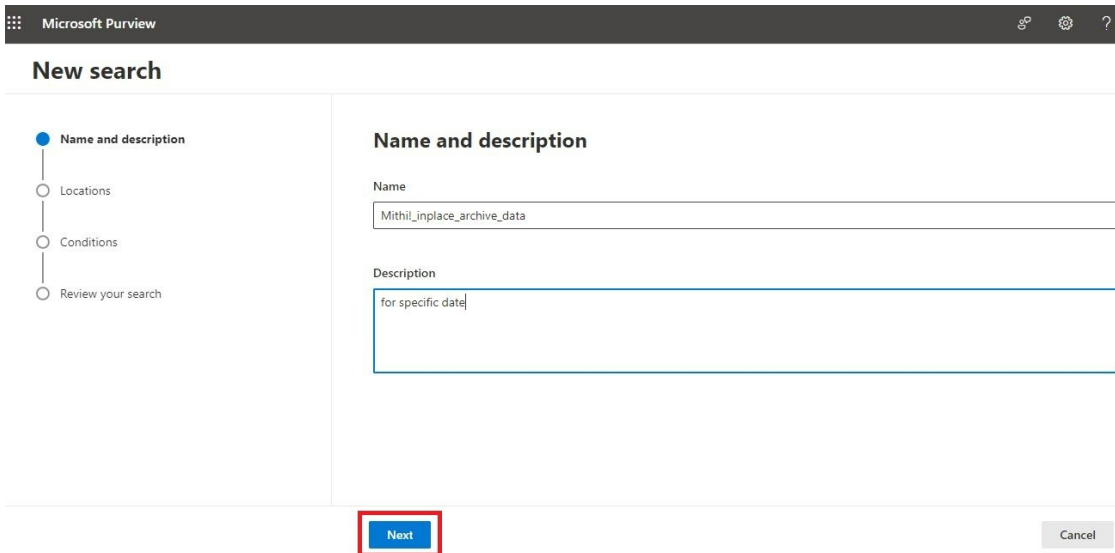 Microsoft Purview
?
New search
Name and description
Locations
Conditions
Review your search
Name and description
Name
Mithil_inplace_archive_data
Description
for specific date
Next
Cancel